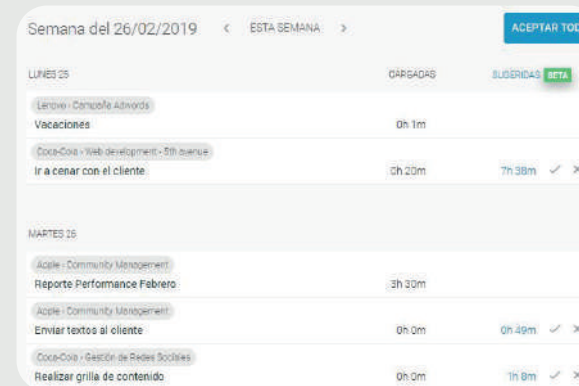 Semana del 26/02/2019 < ESTA SEMANA > ACEPTAR TOD
LUNES 25 CARGADAS SUGERIDAS BETA
Lenovo - Campaña Adwords
Vacaciones 0h 1m
Coca-Cola - Web development - 5th avenue
Ir a cenar con el cliente 0h 20m 7h 38m
MARTES 26
Apple - Community Management
Reporte Performance Febrero 3h 30m
Apple - Community Management
Enviar textos al cliente 0h 0m 0h 49m
Coca-Cola - Gestión de Redes Sociales
Realizar grilla de contenido 0h 0m 1h 8m